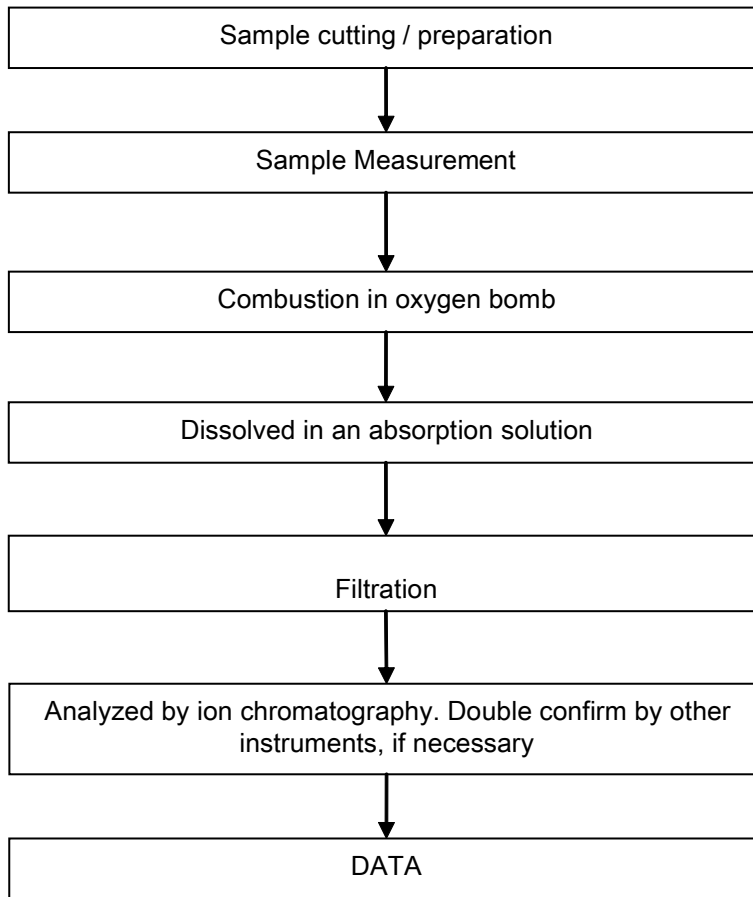 Sample cutting / preparation
Sample Measurement
Combustion in oxygen bomb
Dissolved in an absorption solution
Filtration
Analyzed by ion chromatography. Double confirm by other
instruments, if necessary
DATA